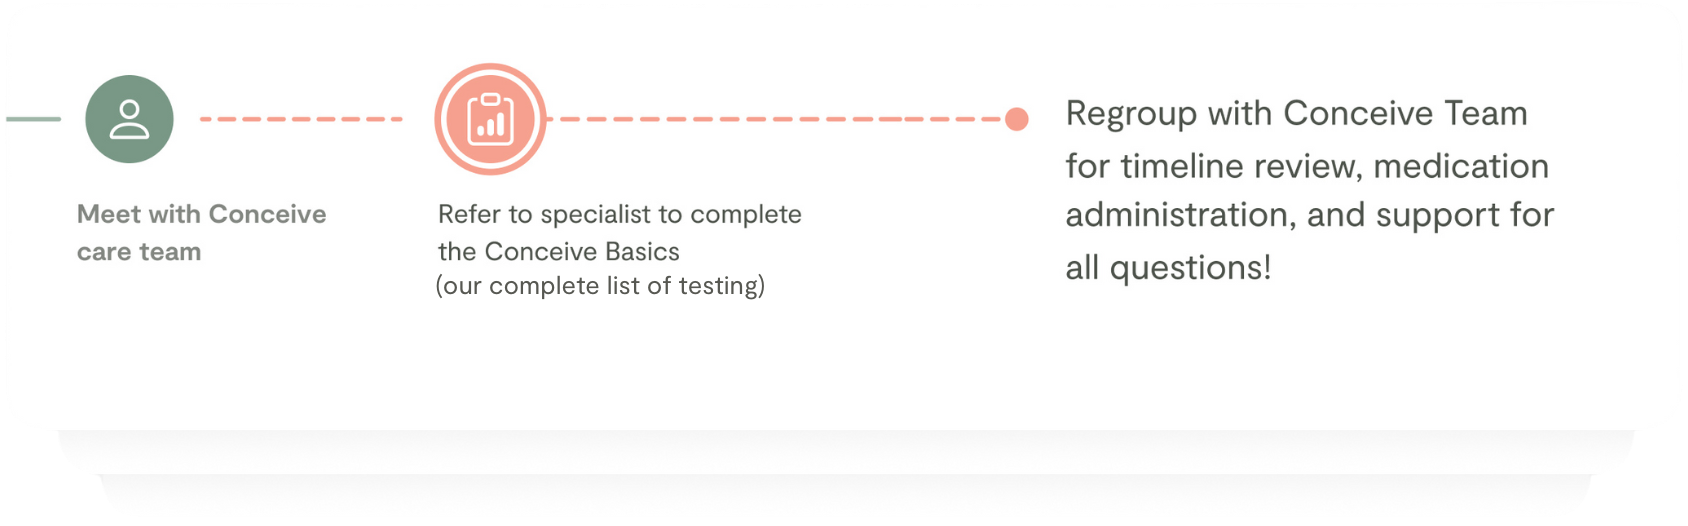 Meet with Conceive
care team
Refer to specialist to complete
the Conceive Basics
(our complete list of testing)
Regroup with Conceive Team
for timeline review, medication
administration, and support for
all questions!